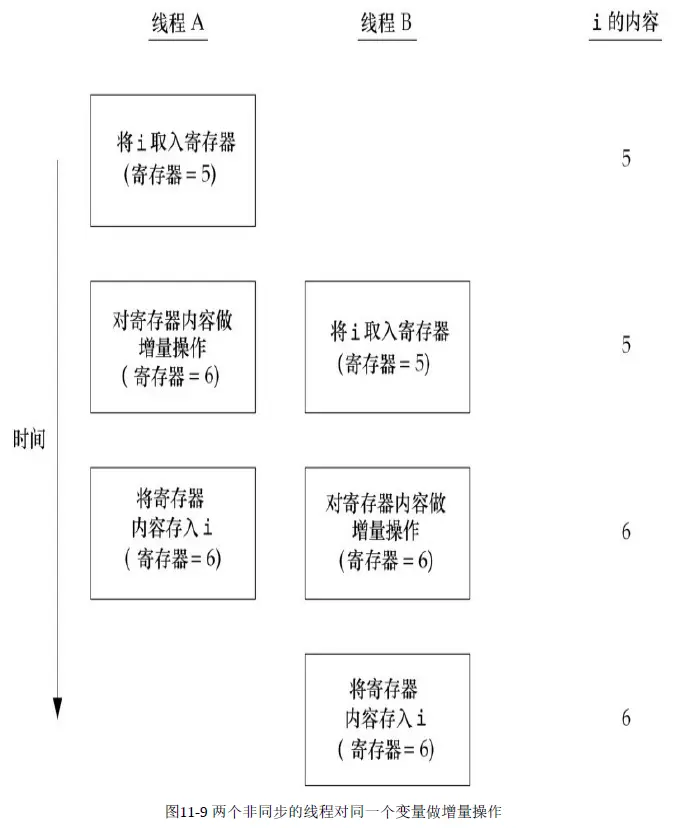 线程 A
线程 B
i 的内容
将 i 取入寄存器
(寄存器 = 5)
5
对寄存器内容做
增量操作
( 寄存器 = 6)
将 i 取入寄存器
(寄存器 = 5)
5
时间
将寄存器
内容存入 i
( 寄存器 = 6)
对寄存器内容做
增量操作
(寄存器 = 6)
6
将寄存器
内容存入 i
( 寄存器 = 6)
6
图11-9 两个非同步的线程对同一个变量做增量操作